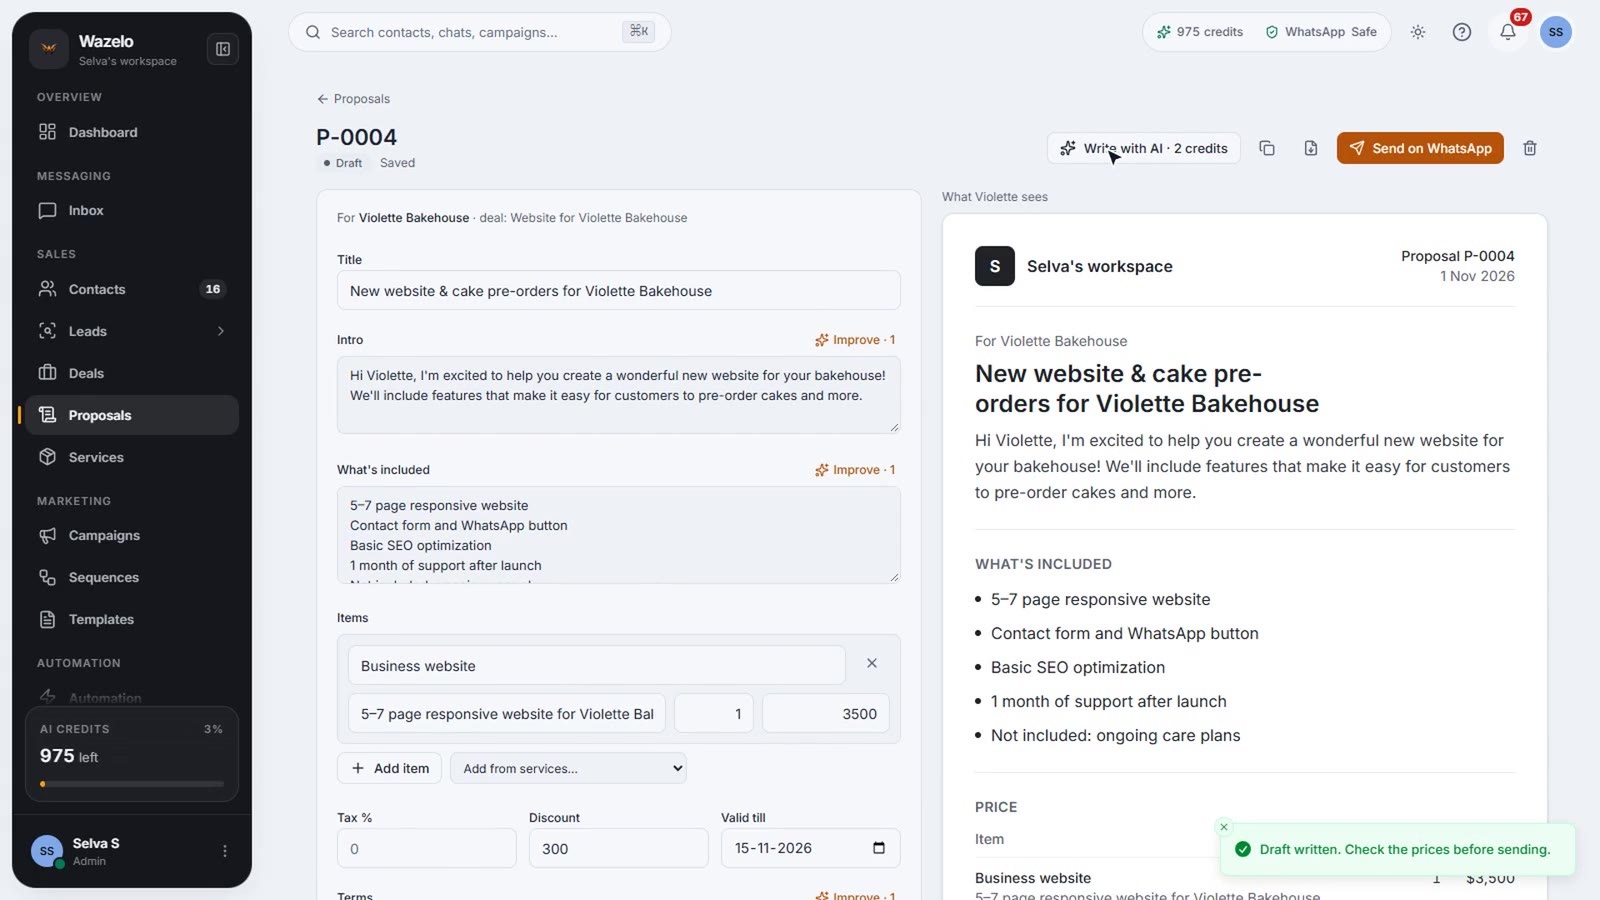 Wazelo
Selva's workspace
OVERVIEW
Dashboard
MESSAGING
Inbox
SALES
Contacts
16
Leads
Deals
Proposals
Services
MARKETING
Campaigns
Sequences
Templates
AUTOMATION
Automation
AI CREDITS
3%
975 left
SS
Selva S
Admin
Search contacts, chats, campaigns...
⌘K
975 credits
WhatsApp Safe
67
SS
Proposals
P-0004
Draft
Saved
Write with AI · 2 credits
Send on WhatsApp
For Violette Bakehouse · deal: Website for Violette Bakehouse
Title
New website & cake pre-orders for Violette Bakehouse
Intro
Improve · 1
Hi Violette, I'm excited to help you create a wonderful new website for your bakehouse!
We'll include features that make it easy for customers to pre-order cakes and more.
What's included
Improve · 1
5–7 page responsive website
Contact form and WhatsApp button
Basic SEO optimization
1 month of support after launch
Items
Business website
5–7 page responsive website for Violette Bal
1
3500
Add item
Add from services...
Tax %
Discount
Valid till
0
300
15-11-2026
Terms
Improve · 1
What Violette sees
S
Selva's workspace
Proposal P-0004
1 Nov 2026
For Violette Bakehouse
New website & cake pre-
orders for Violette Bakehouse
Hi Violette, I'm excited to help you create a wonderful new website for
your bakehouse! We'll include features that make it easy for customers
to pre-order cakes and more.
WHAT'S INCLUDED
5–7 page responsive website
Contact form and WhatsApp button
Basic SEO optimization
1 month of support after launch
Not included: ongoing care plans
PRICE
Item
Draft written. Check the prices before sending.
Business website
1
$3,500
5–7 page responsive website for Violette Bakehouse